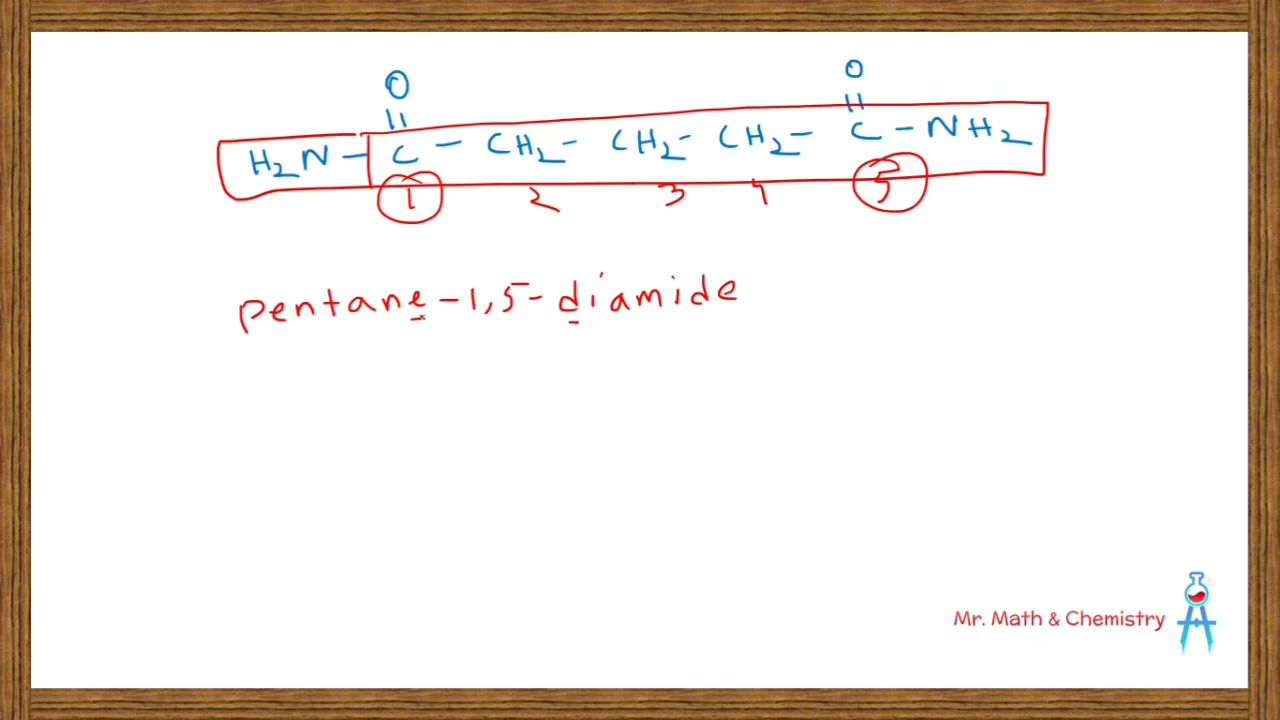 O O
|| ||
H2N - C - CH2 - CH2 - CH2 - C - NH2
1 2 3 4 5
pentane-1,5-diamide
Mr. Math & Chemistry